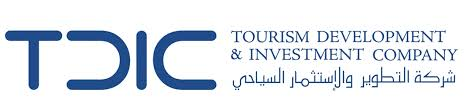 TDIC
TOURISM DEVELOPMENT
& INVESTMENT COMPANY
شركة التطوير والإستثمار السياحي